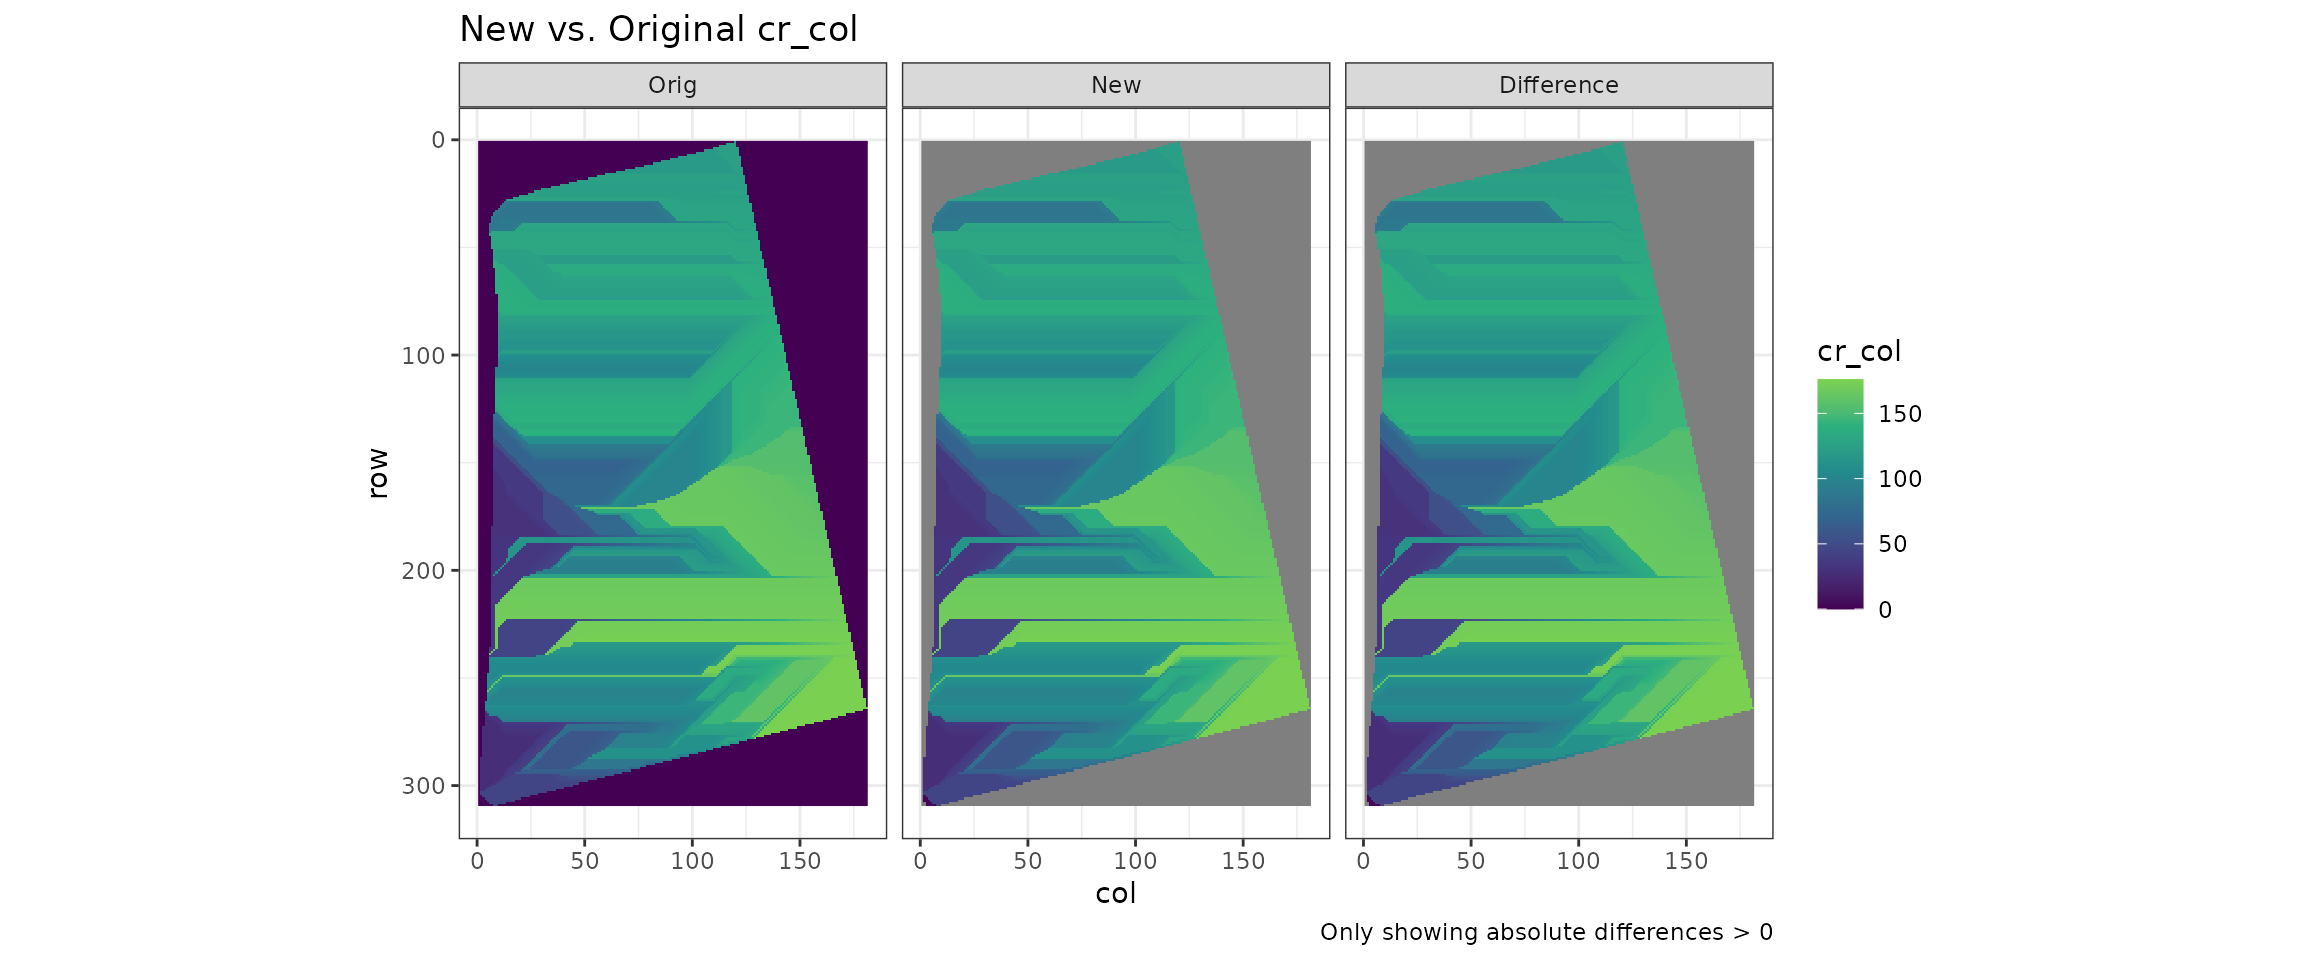 New vs. Original cr_col
Orig New Difference
0
100
200
300
row
cr_col
150
100
50
0
0 50 100 150 0 50 100 150 0 50 100 150
col
Only showing absolute differences > 0